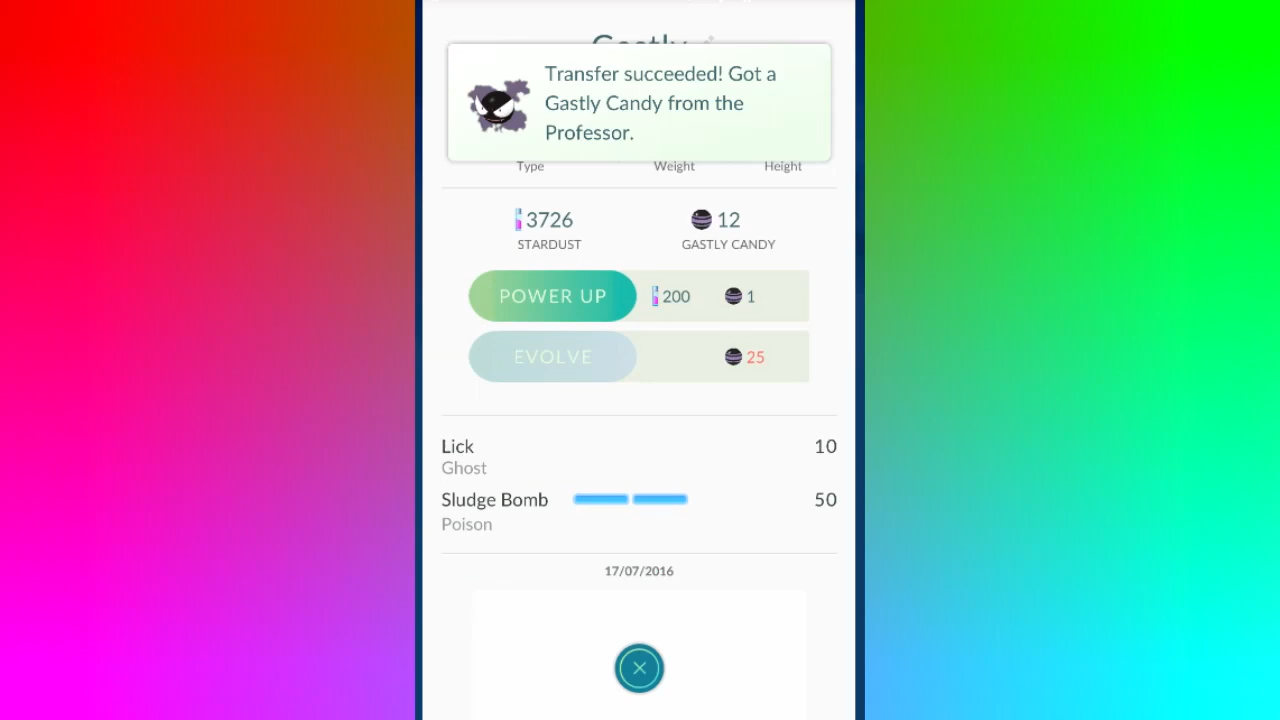 Gastly
Transfer succeeded! Got a
Gastly Candy from the
Professor.
Type Weight Height
3726 12
STARDUST GASTLY CANDY
POWER UP 200 1
EVOLVE 25
Lick 10
Ghost
Sludge Bomb 50
Poison
17/07/2016